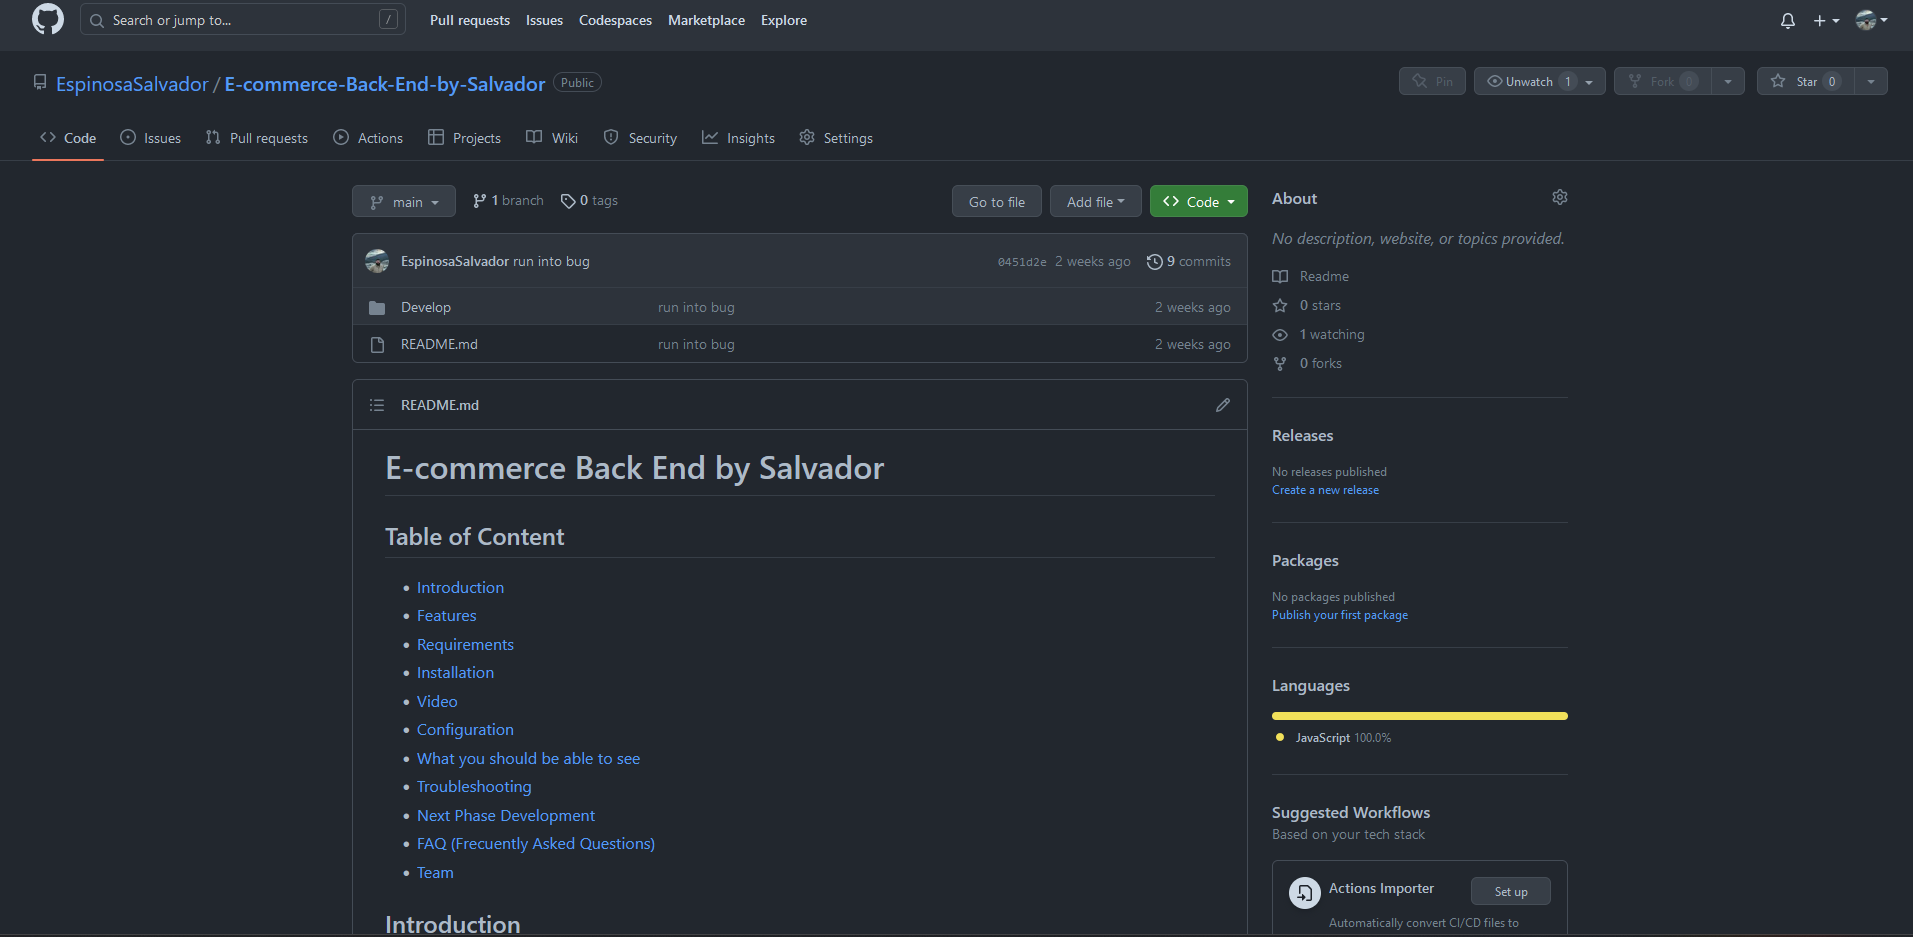 Search or jump to... /
Pull requests Issues Codespaces Marketplace Explore
EspinosaSalvador / E-commerce-Back-End-by-Salvador Public
Pin Unwatch 1 Fork 0 Star 0
Code Issues Pull requests Actions Projects Wiki Security Insights Settings
main 1 branch 0 tags Go to file Add file Code
EspinosaSalvador run into bug 0451d2e 2 weeks ago 9 commits
Develop run into bug 2 weeks ago
README.md run into bug 2 weeks ago
README.md
E-commerce Back End by Salvador
Table of Content
Introduction
Features
Requirements
Installation
Video
Configuration
What you should be able to see
Troubleshooting
Next Phase Development
FAQ (Frecuently Asked Questions)
Team
Introduction
About
No description, website, or topics provided.
Readme
0 stars
1 watching
0 forks
Releases
No releases published
Create a new release
Packages
No packages published
Publish your first package
Languages
JavaScript 100.0%
Suggested Workflows
Based on your tech stack
Actions Importer Set up
Automatically convert CI/CD files to